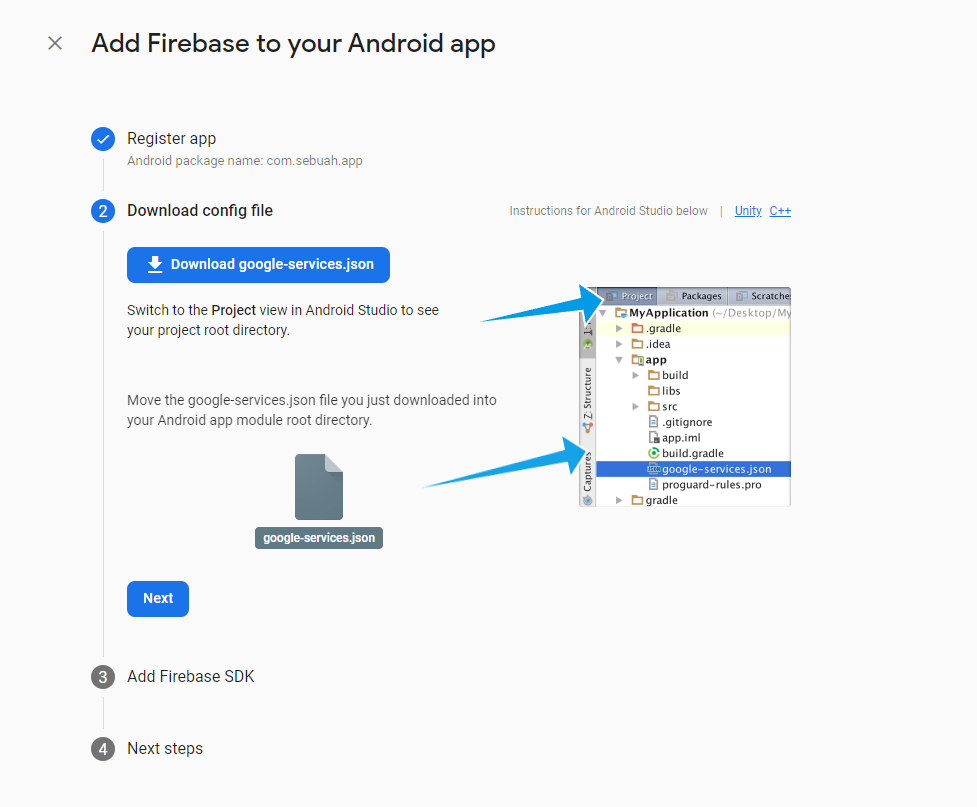 Add Firebase to your Android app
Register app
Android package name: com.sebuah.app
2
Download config file
Instructions for Android Studio below | Unity C++
Download google-services.json
Switch to the Project view in Android Studio to see
your project root directory.
Move the google-services.json file you just downloaded into
your Android app module root directory.
google-services.json
Project Packages Scratche
MyApplication (~/Desktop/My
.gradle
.idea
app
build
libs
src
.gitignore
app.iml
build.gradle
google-services.json
proguard-rules.pro
gradle
Z: Structure
Captures
Next
3
Add Firebase SDK
4
Next steps